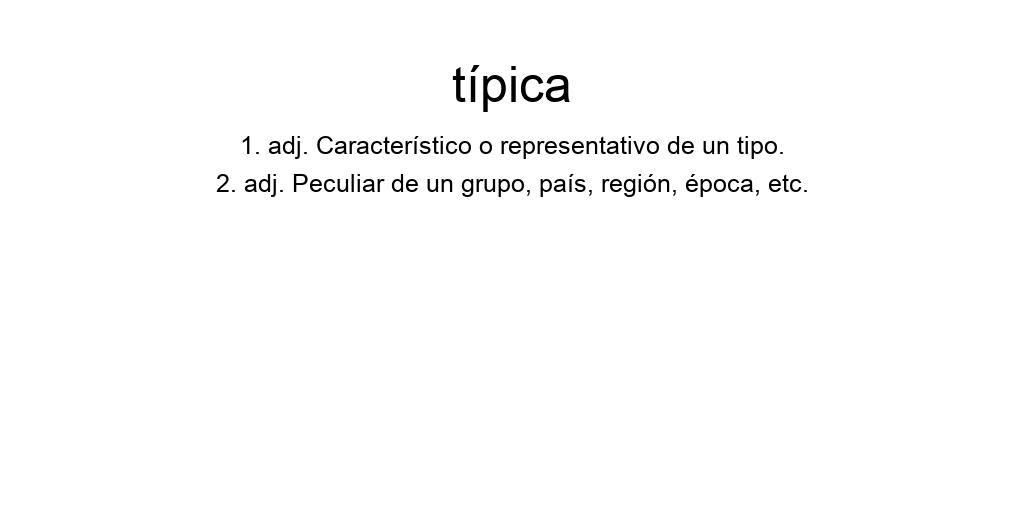 típica
1. adj. Característico o representativo de un tipo.
2. adj. Peculiar de un grupo, país, región, época, etc.